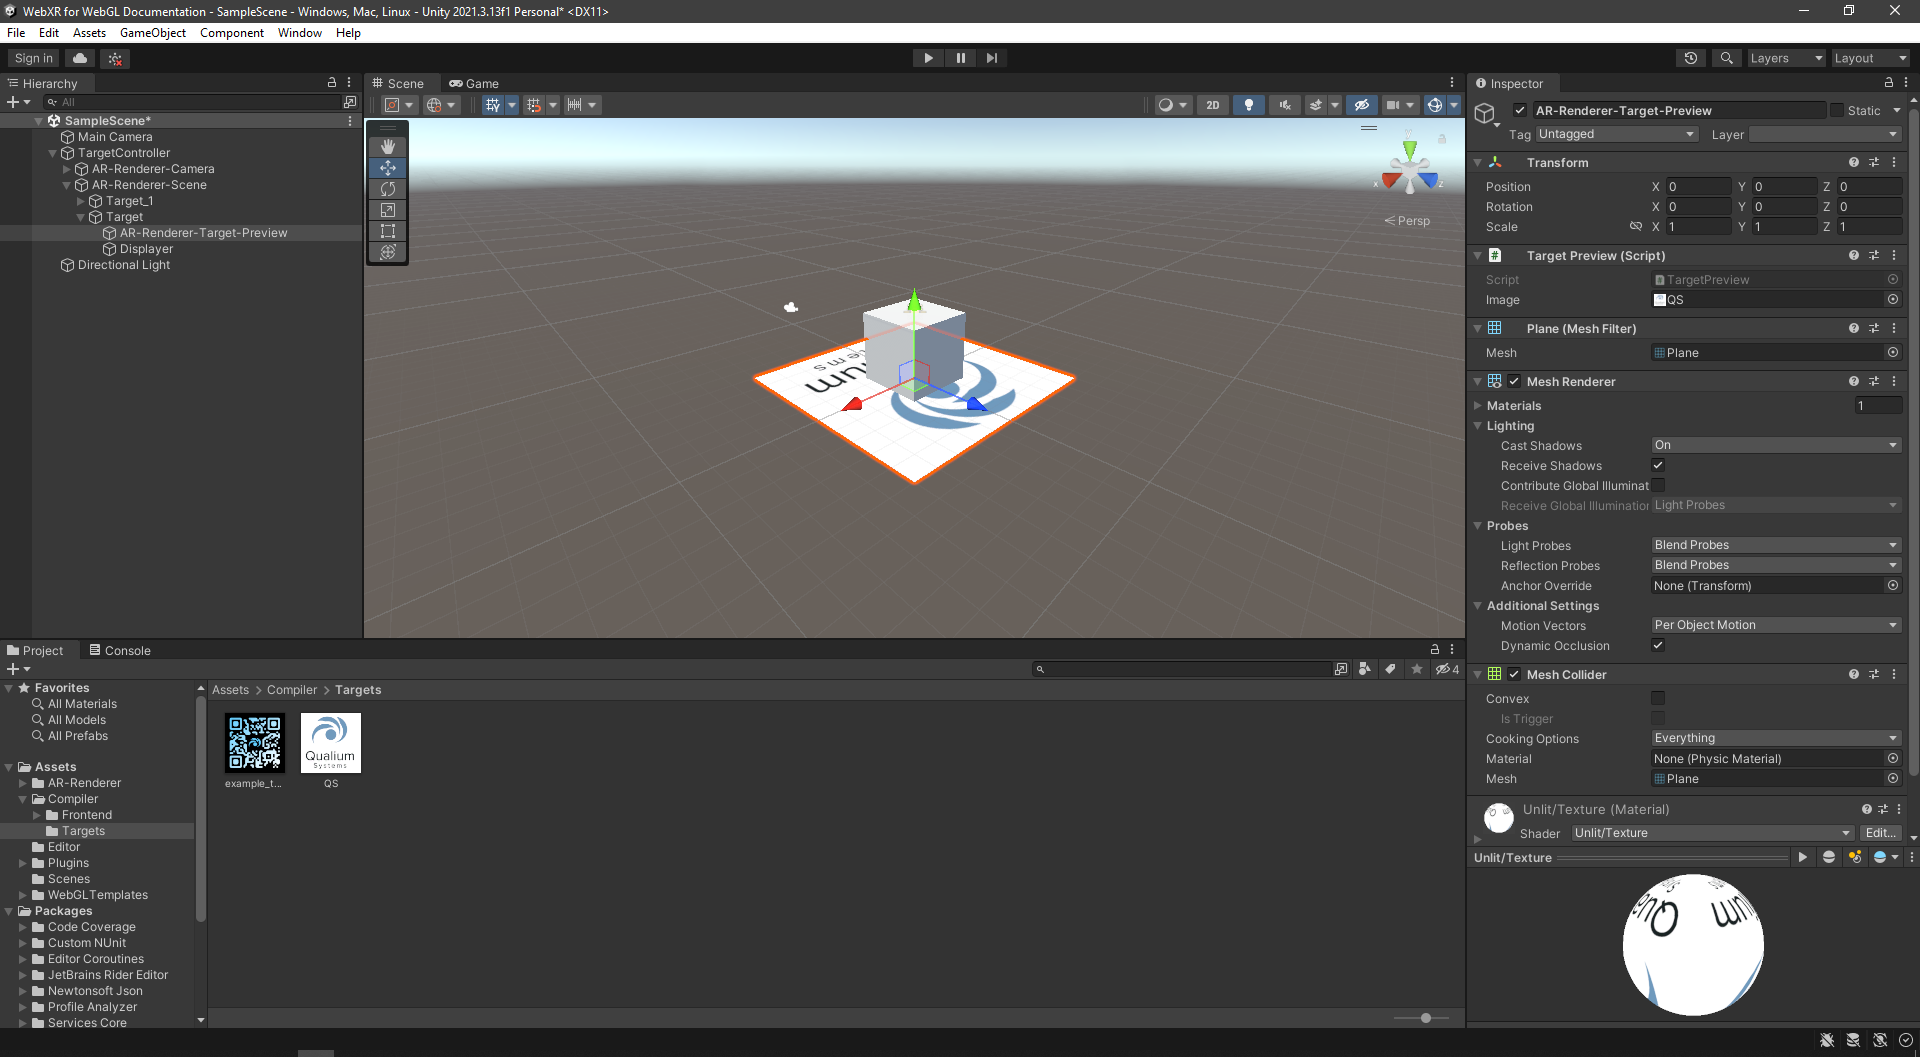 WebXR for WebGL Documentation - SampleScene - Windows, Mac, Linux - Unity 2021.3.13f1 Personal* <DX11>
File Edit Assets GameObject Component Window Help
Sign in
Layers
Layout
Hierarchy
All
SampleScene*
Main Camera
TargetController
AR-Renderer-Camera
AR-Renderer-Scene
Target_1
Target
AR-Renderer-Target-Preview
Displayer
Directional Light
Scene
Game
2D
y
x
z
Persp
Inspector
AR-Renderer-Target-Preview
Static
Tag Untagged
Layer
Transform
Position X 0 Y 0 Z 0
Rotation X 0 Y 0 Z 0
Scale X 1 Y 1 Z 1
Target Preview (Script)
Script TargetPreview
Image QS
Plane (Mesh Filter)
Mesh Plane
Mesh Renderer
Materials 1
Lighting
Cast Shadows On
Receive Shadows
Contribute Global Illuminat
Receive Global Illumination Light Probes
Probes
Light Probes Blend Probes
Reflection Probes Blend Probes
Anchor Override None (Transform)
Additional Settings
Motion Vectors Per Object Motion
Dynamic Occlusion
Mesh Collider
Convex
Is Trigger
Cooking Options Everything
Material None (Physic Material)
Mesh Plane
Unlit/Texture (Material)
Shader Unlit/Texture Edit...
Unlit/Texture
Project
Console
4
Favorites
All Materials
All Models
All Prefabs
Assets
AR-Renderer
Compiler
Frontend
Targets
Editor
Plugins
Scenes
WebGLTemplates
Packages
Code Coverage
Custom NUnit
Editor Coroutines
JetBrains Rider Editor
Newtonsoft Json
Profile Analyzer
Services Core
Assets > Compiler > Targets
Qualium
Systems
example_t...
QS